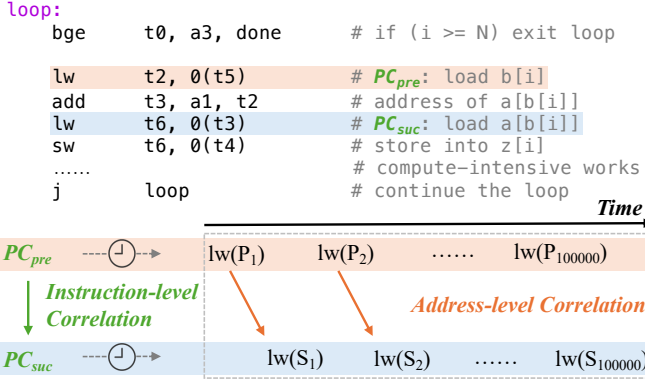 loop:
bge t0, a3, done # if (i >= N) exit loop
lw t2, 0(t5) # PCpre: load b[i]
add t3, a1, t2 # address of a[b[i]]
lw t6, 0(t3) # PCsuc: load a[b[i]]
sw t6, 0(t4) # store into z[i]
...... # compute-intensive works
j loop # continue the loop
Time
PCpre lw(P1) lw(P2) ...... lw(P100000)
Instruction-level Address-level Correlation
Correlation
PCsuc lw(S1) lw(S2) ...... lw(S100000)